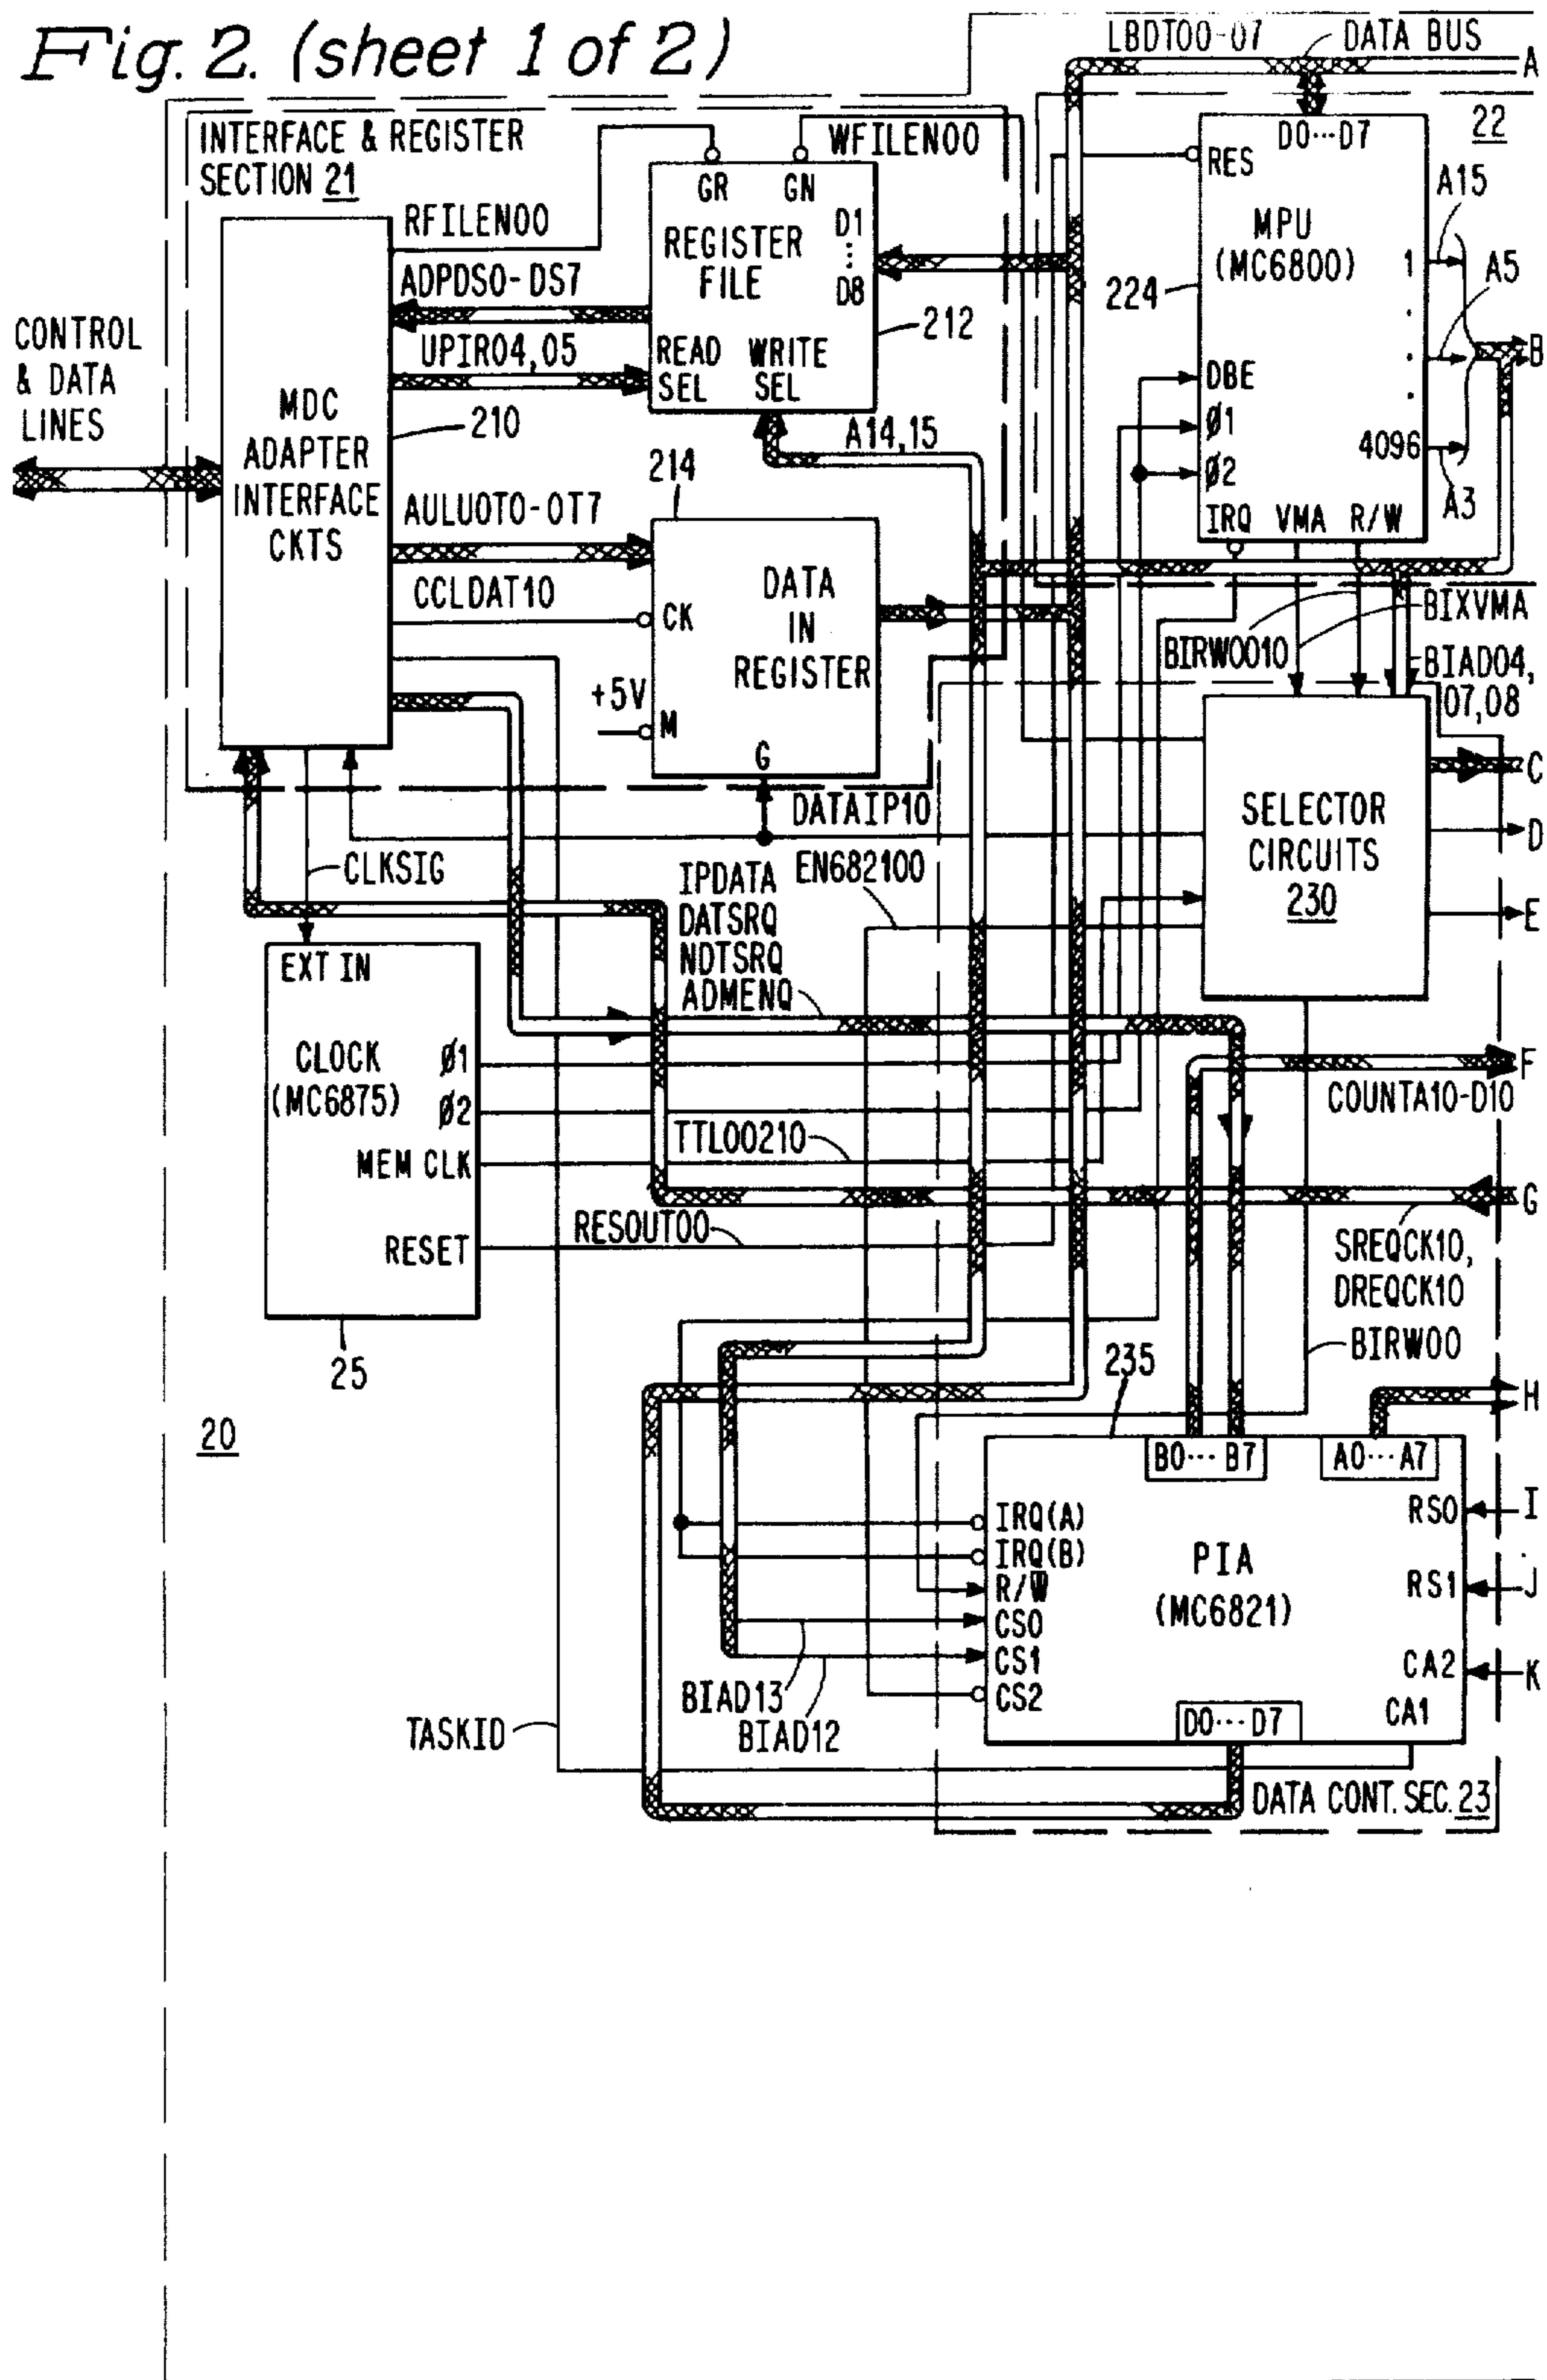 Fig. 2. (sheet 1 of 2)
LBDT00-07
DATA BUS
A
INTERFACE & REGISTER
SECTION 21
WFILEN00
22
D0···D7
RES
GR
GN
RFILEN00
REGISTER
FILE
D1
⋮
D8
MPU
(MC6800)
A15
1
A5
224
ADPDS0-DS7
212
CONTROL
& DATA
LINES
UPIR04,05
READ
SEL
WRITE
SEL
B
DBE
MDC
ADAPTER
INTERFACE
CKTS
210
A14,15
Ø1
4096
Ø2
A3
214
IRQ
VMA
R/W
AULUOT0-OT7
DATA
IN
REGISTER
CCLDAT10
CK
BIXVMA
BIRW0010
BIAD04,
07,08
+5V
M
G
C
DATAIP10
SELECTOR
CIRCUITS
230
D
CLKSIG
EN682100
IPDATA
DATSRQ
NDTSRQ
ADMENQ
E
EXT IN
CLOCK
(MC6875)
Ø1
Ø2
F
COUNTA10-D10
TTL00210
MEM CLK
G
RESOUT00
RESET
SREQCK10,
DREQCK10
25
235
BIRW00
H
20
B0··· B7
A0···A7
IRQ(A)
RS0
I
IRQ(B)
PIA
(MC6821)
R/W̅
RS1
J
CS0
CS1
CA2
K
CS2
BIAD13
BIAD12
CA1
TASKID
D0···D7
DATA CONT. SEC. 23